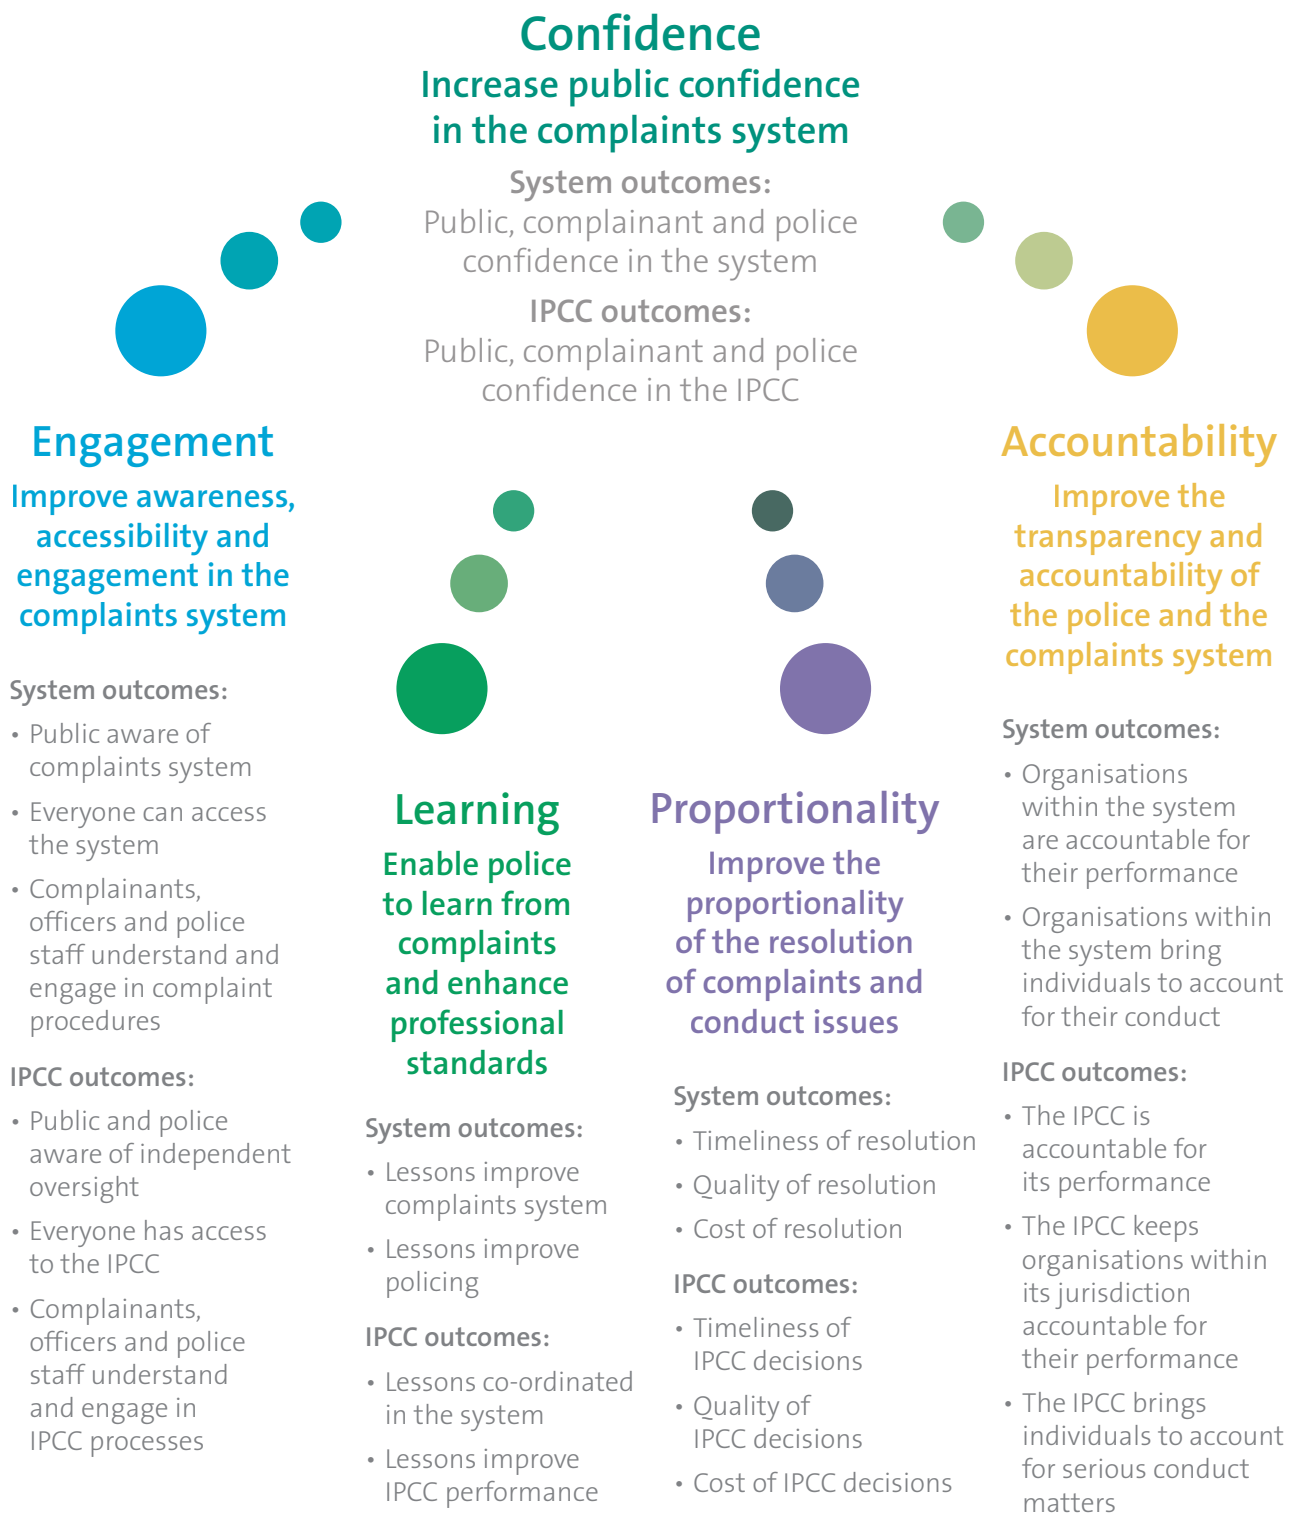 Confidence
Increase public confidence
in the complaints system
System outcomes:
Public, complainant and police
confidence in the system
IPCC outcomes:
Public, complainant and police
confidence in the IPCC
Engagement
Improve awareness,
accessibility and
engagement in the
complaints system
System outcomes:
• Public aware of
complaints system
• Everyone can access
the system
• Complainants,
officers and police
staff understand and
engage in complaint
procedures
IPCC outcomes:
• Public and police
aware of independent
oversight
• Everyone has access
to the IPCC
• Complainants,
officers and police
staff understand
and engage in
IPCC processes
Learning
Enable police
to learn from
complaints
and enhance
professional
standards
System outcomes:
• Lessons improve
complaints system
• Lessons improve
policing
IPCC outcomes:
• Lessons co-ordinated
in the system
• Lessons improve
IPCC performance
Proportionality
Improve the
proportionality
of the resolution
of complaints and
conduct issues
System outcomes:
• Timeliness of resolution
• Quality of resolution
• Cost of resolution
IPCC outcomes:
• Timeliness of
IPCC decisions
• Quality of
IPCC decisions
• Cost of IPCC decisions
Accountability
Improve the
transparency and
accountability of
the police and the
complaints system
System outcomes:
• Organisations
within the system
are accountable for
their performance
• Organisations within
the system bring
individuals to account
for their conduct
IPCC outcomes:
• The IPCC is
accountable for
its performance
• The IPCC keeps
organisations within
its jurisdiction
accountable for
their performance
• The IPCC brings
individuals to account
for serious conduct
matters